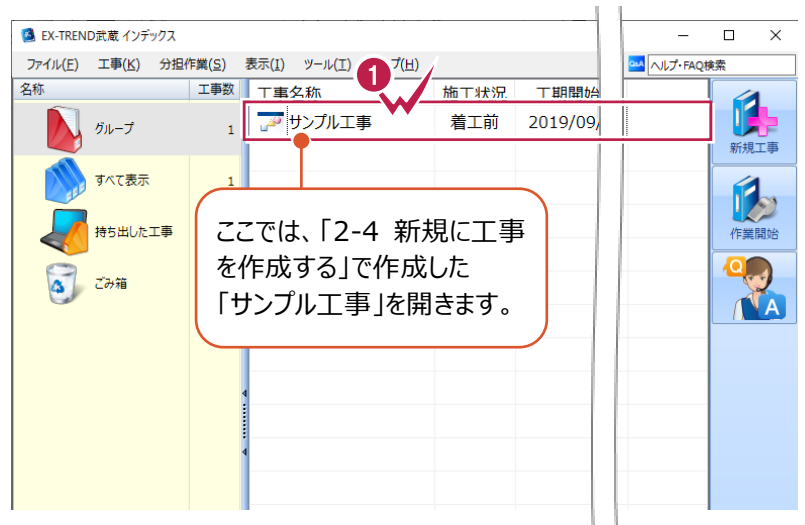 EX-TREND武蔵 インデックス
ファイル(F) 工事(K) 分担作業(S) 表示(I) ツール(T) プ(H)
Q&A ヘルプ・FAQ検索
名称 工事数 工事名称 施工状況 工期開始
1
グループ 1 サンプル工事 着工前 2019/09/
新規工事
すべて表示 1
持ち出した工事
作業開始
ごみ箱
Q
A
ここでは、「2-4 新規に工事
を作成する」で作成した
「サンプル工事」を開きます。